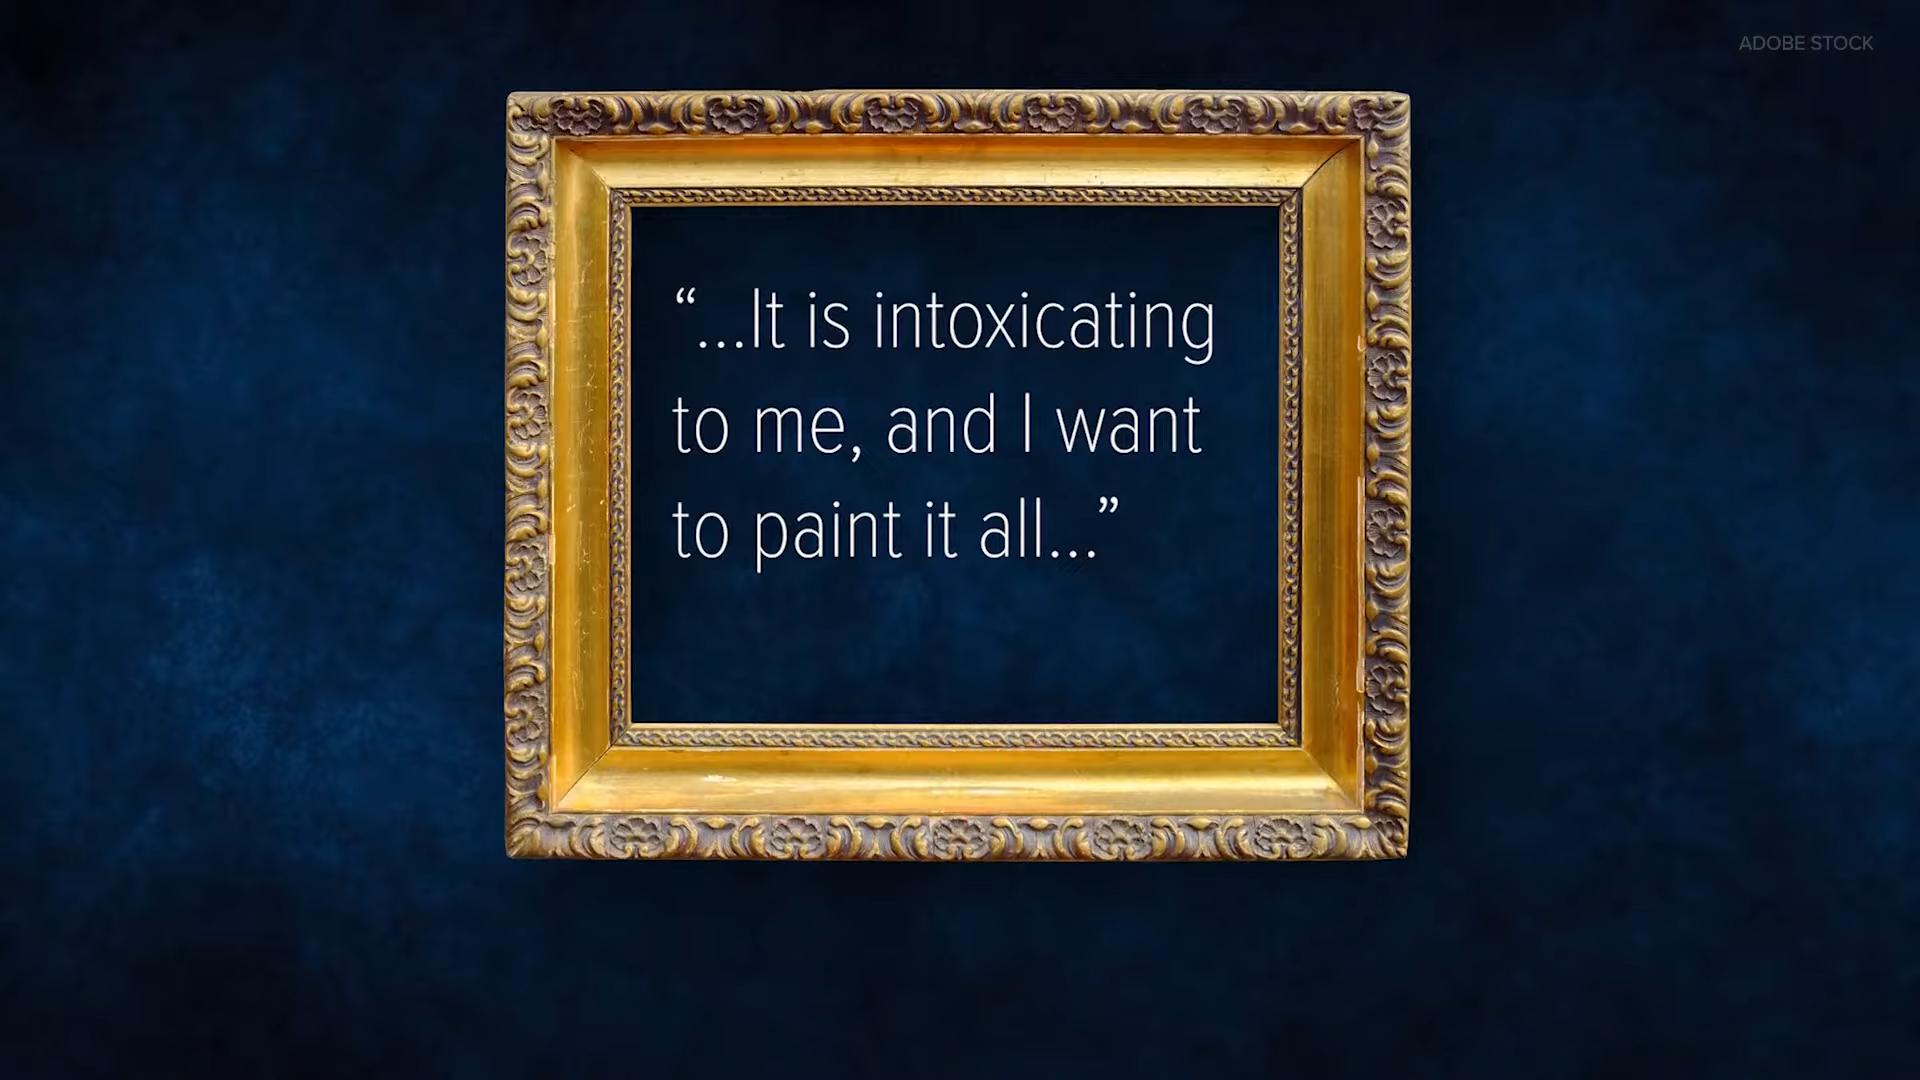 ADOBE STOCK
“...It is intoxicating
to me, and I want
to paint it all...”